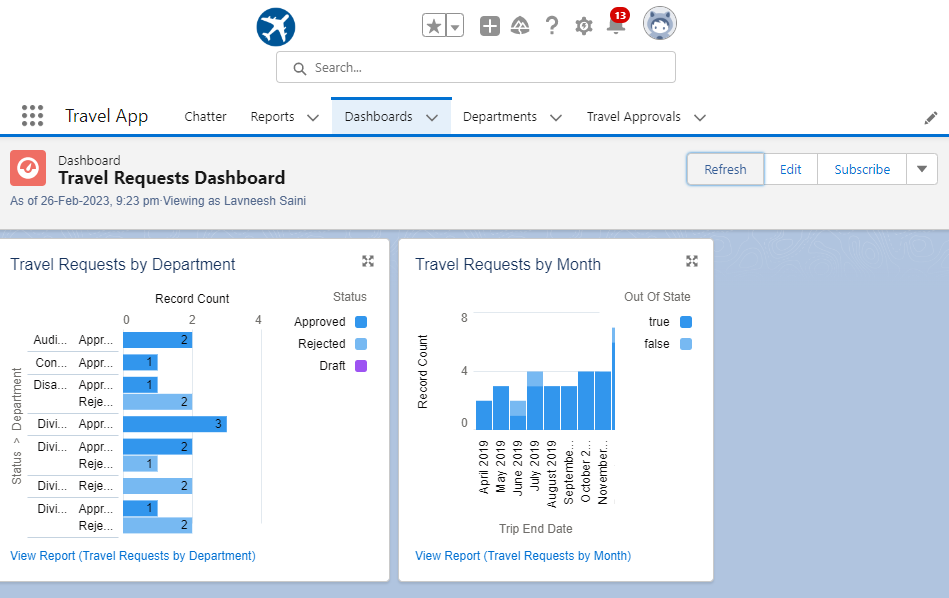 13
Search...
Travel App Chatter Reports Dashboards Departments Travel Approvals
Dashboard
Travel Requests Dashboard
As of 26-Feb-2023, 9:23 pm·Viewing as Lavneesh Saini
Refresh Edit Subscribe
Travel Requests by Department
Record Count
0 2 4
Status > Department
Audi... Appr... 2
Con... Appr... 1
Disa... Appr... 1
Reje... 2
Divi... Appr... 3
Divi... Appr... 2
Reje... 1
Divi... Reje... 2
Divi... Appr... 1
Reje... 2
Status
Approved
Rejected
Draft
View Report (Travel Requests by Department)
Travel Requests by Month
Record Count
8
4
0
April 2019
May 2019
June 2019
July 2019
August 2019
Septembe...
October 2...
November...
Trip End Date
Out Of State
true
false
View Report (Travel Requests by Month)